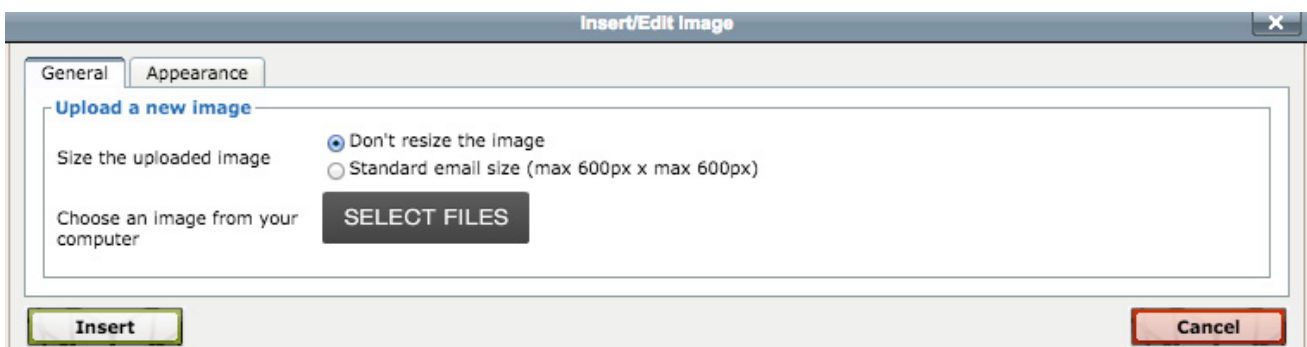 Insert/Edit Image
General
Appearance
Upload a new image
Size the uploaded image
Don't resize the image
Standard email size (max 600px x max 600px)
Choose an image from your
computer
SELECT FILES
Insert
Cancel